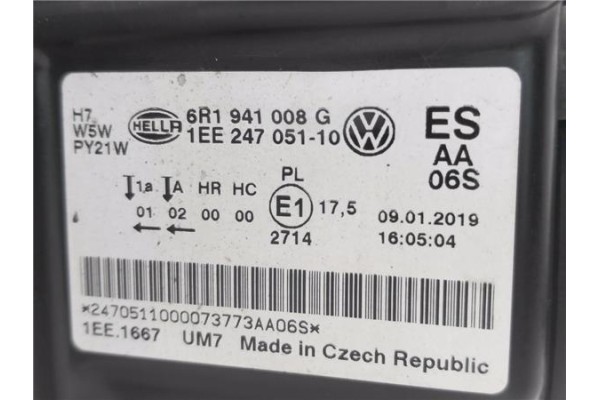 H7
W5W
PY21W
HELLA
6R1 941 008 G
1EE 247 051-10
VW
ES
AA
06S
1a A HR HC
01 02 00 00
PL
E1 17,5
2714
09.01.2019
16:05:04
*2470511000073773AA06S*
1EE.1667 UM7 Made in Czech Republic